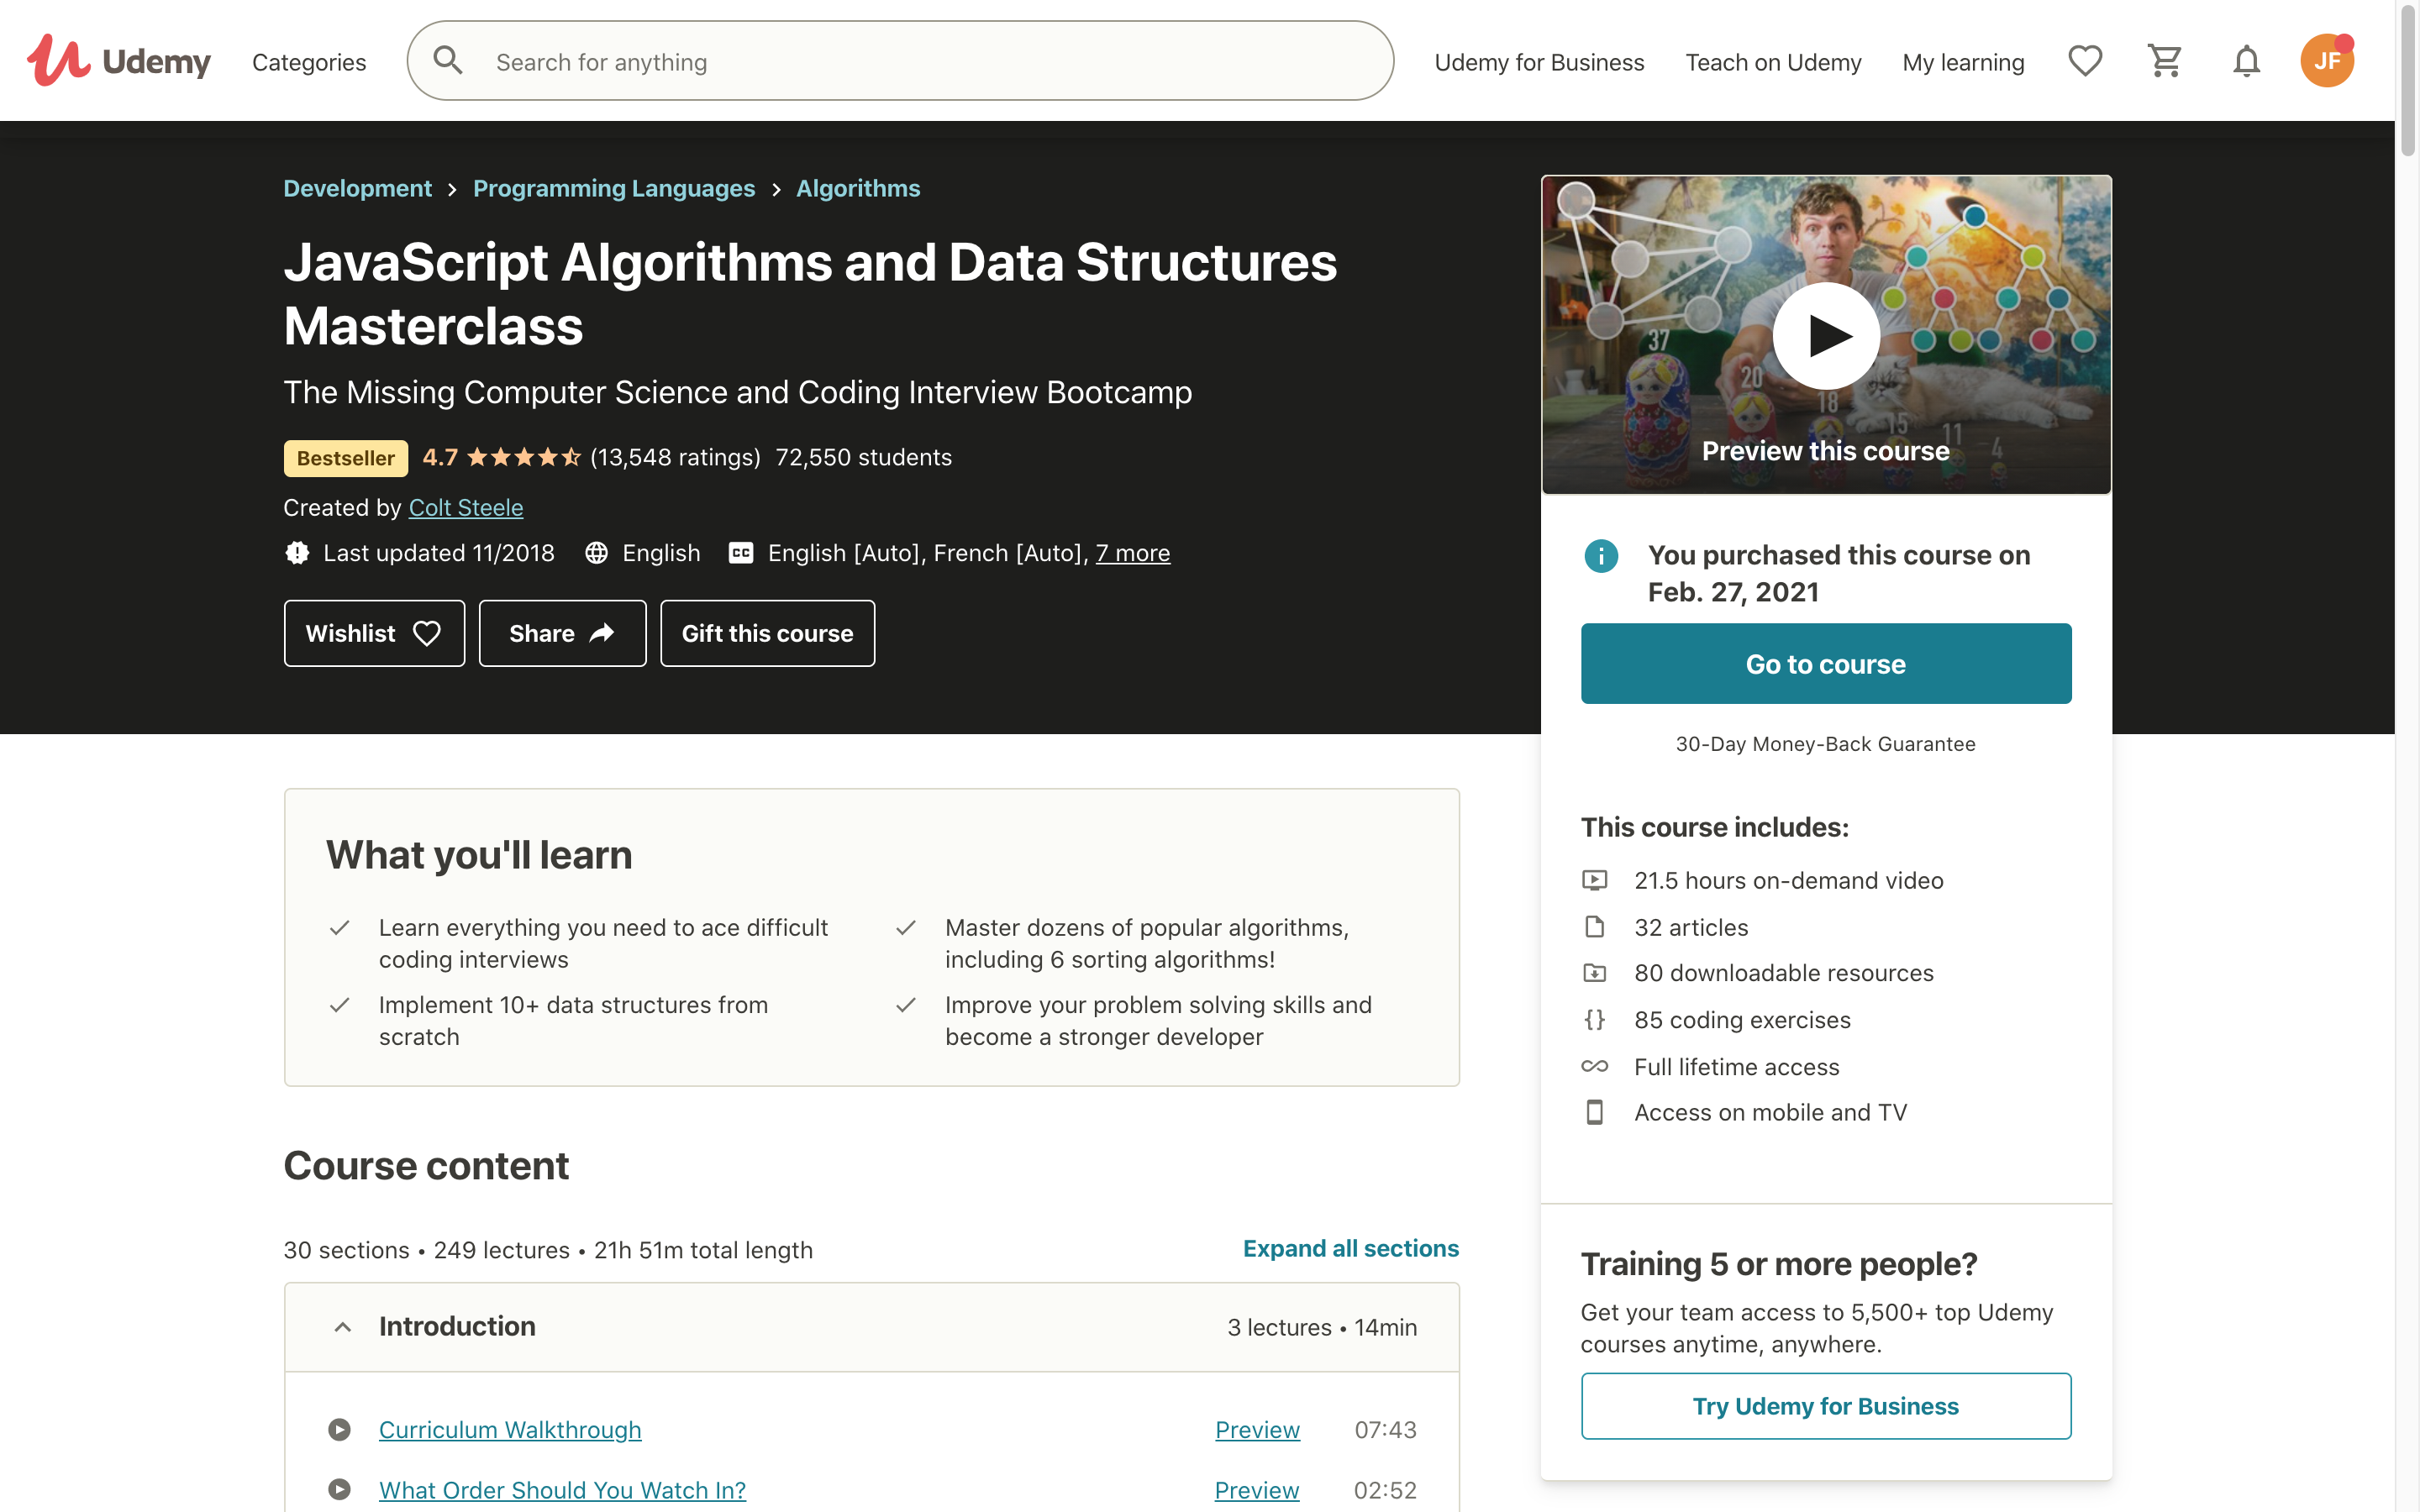 Udemy
Categories
Search for anything
Udemy for Business
Teach on Udemy
My learning
JF
Development > Programming Languages > Algorithms
JavaScript Algorithms and Data Structures
Masterclass
The Missing Computer Science and Coding Interview Bootcamp
Bestseller 4.7 (13,548 ratings) 72,550 students
Created by Colt Steele
Last updated 11/2018 English CC English [Auto], French [Auto], 7 more
Wishlist
Share
Gift this course
37
20
18
15
11
4
Preview this course
You purchased this course on
Feb. 27, 2021
Go to course
30-Day Money-Back Guarantee
This course includes:
21.5 hours on-demand video
32 articles
80 downloadable resources
{} 85 coding exercises
Full lifetime access
Access on mobile and TV
Training 5 or more people?
Get your team access to 5,500+ top Udemy
courses anytime, anywhere.
Try Udemy for Business
What you'll learn
Learn everything you need to ace difficult
coding interviews
Master dozens of popular algorithms,
including 6 sorting algorithms!
Implement 10+ data structures from
scratch
Improve your problem solving skills and
become a stronger developer
Course content
30 sections • 249 lectures • 21h 51m total length
Expand all sections
Introduction
3 lectures • 14min
Curriculum Walkthrough Preview 07:43
What Order Should You Watch In? Preview 02:52